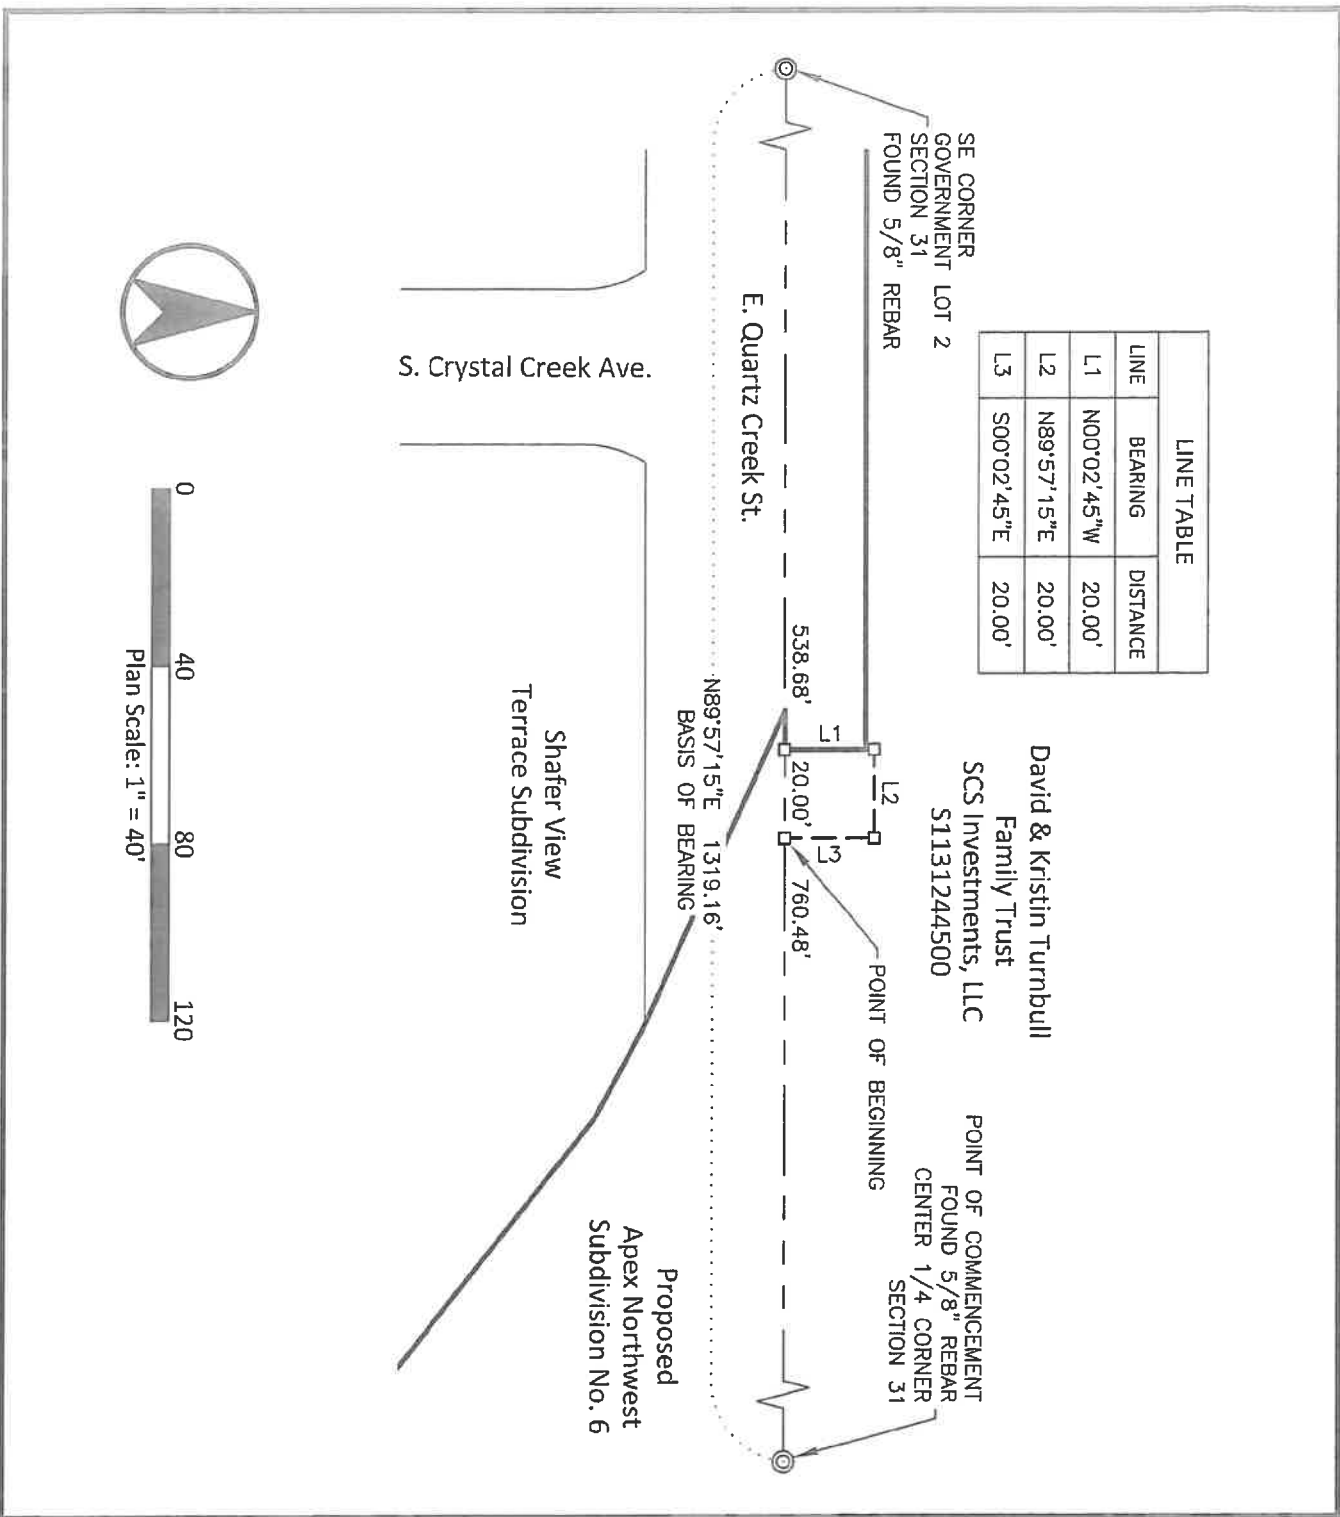 LINE TABLE
LINE BEARING DISTANCE
L1 N00°02'45"W 20.00'
L2 N89°57'15"E 20.00'
L3 S00°02'45"E 20.00'
David & Kristin Turnbull
Family Trust
SCS Investments, LLC
S1131244500
SE CORNER
GOVERNMENT LOT 2
SECTION 31
FOUND 5/8" REBAR
POINT OF COMMENCEMENT
FOUND 5/8" REBAR
CENTER 1/4 CORNER
SECTION 31
POINT OF BEGINNING
L2
L1
L3
538.68'
20.00'
760.48'
E. Quartz Creek St.
N89°57'15"E 1319.16'
BASIS OF BEARING
S. Crystal Creek Ave.
Shafer View
Terrace Subdivision
Proposed
Apex Northwest
Subdivision No. 6
0 40 80 120
Plan Scale: 1" = 40'